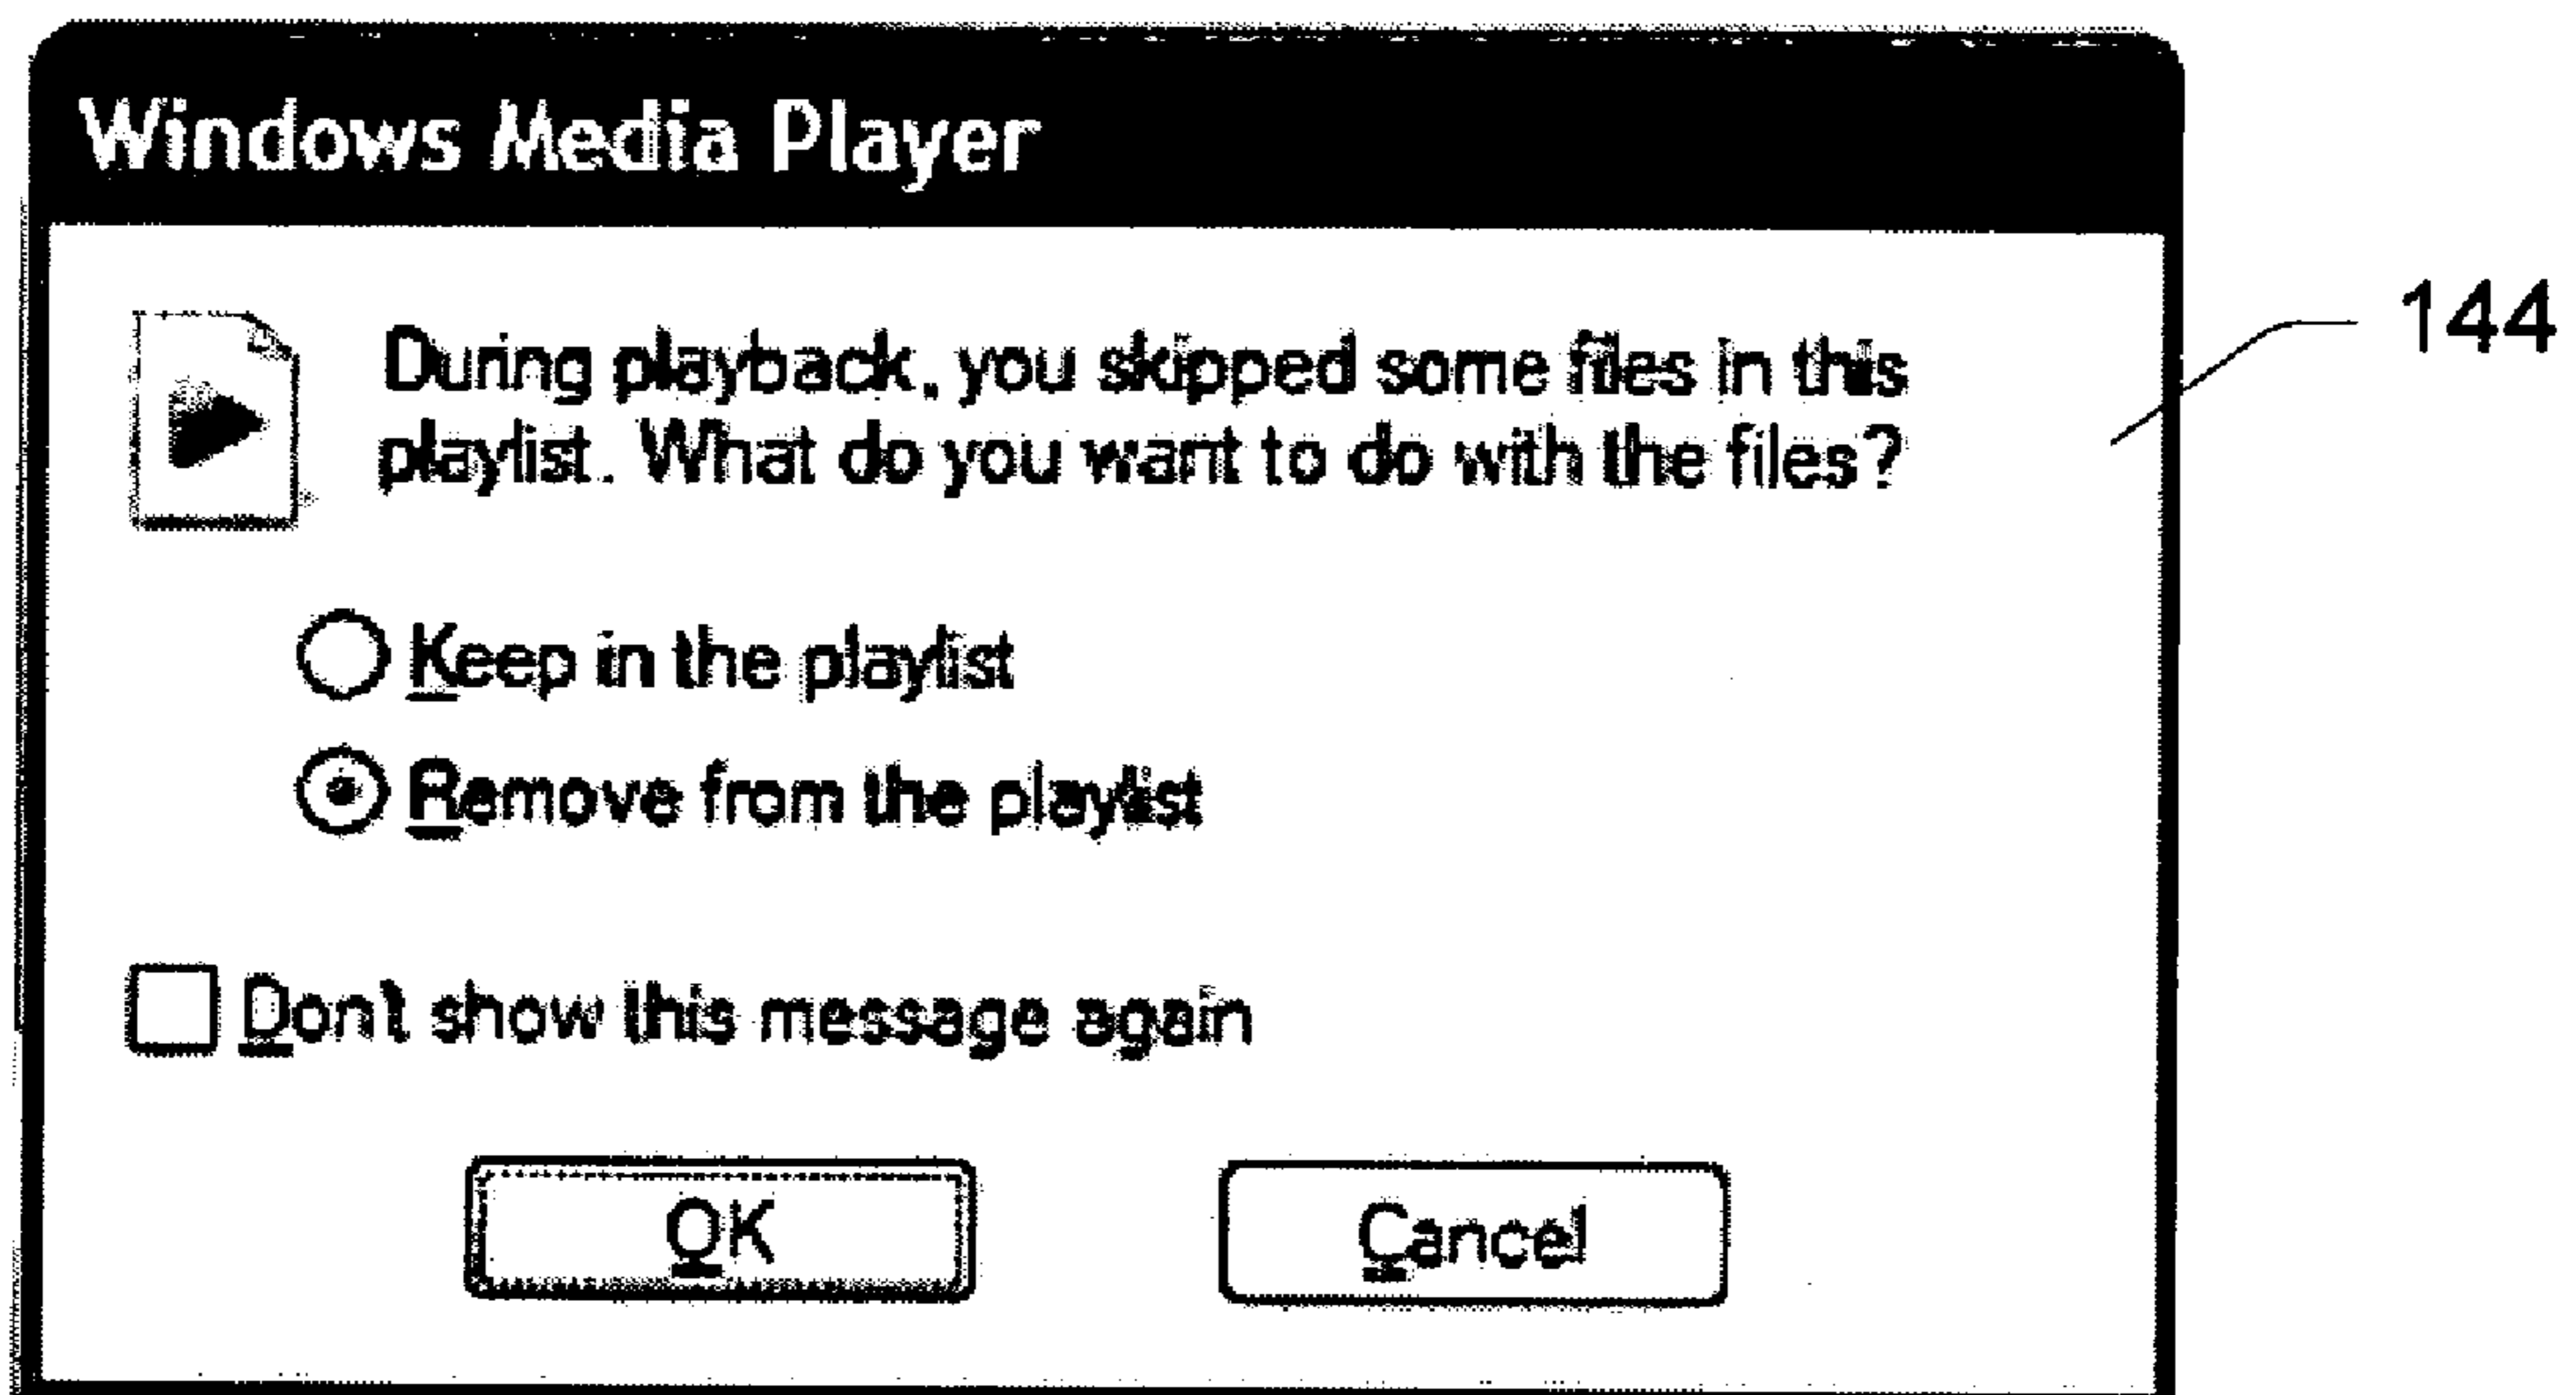 Windows Media Player
144
During playback, you skipped some files in this
playlist. What do you want to do with the files?
Keep in the playlist
Remove from the playlist
Don't show this message again
OK
Cancel